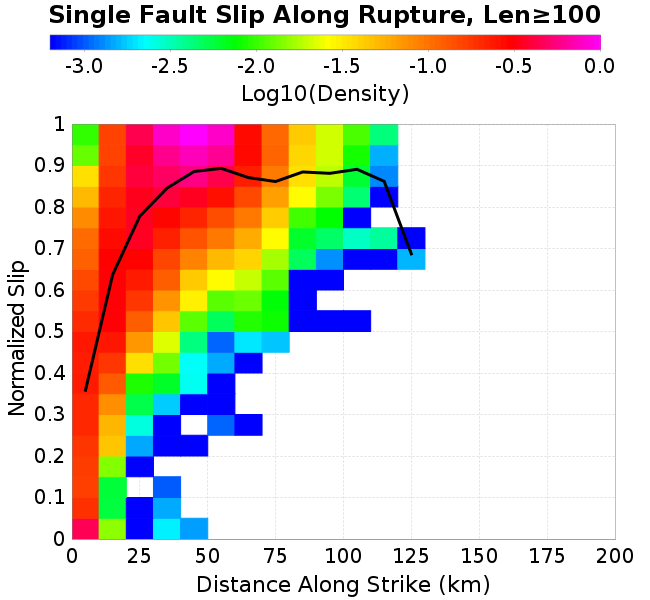 Single Fault Slip Along Rupture, Len≥100
-3.0 -2.5 -2.0 -1.5 -1.0 -0.5 0.0
Log10(Density)
1
0.9
0.8
0.7
0.6
0.5
0.4
0.3
0.2
0.1
0
Normalized Slip
0 25 50 75 100 125 150 175 200
Distance Along Strike (km)